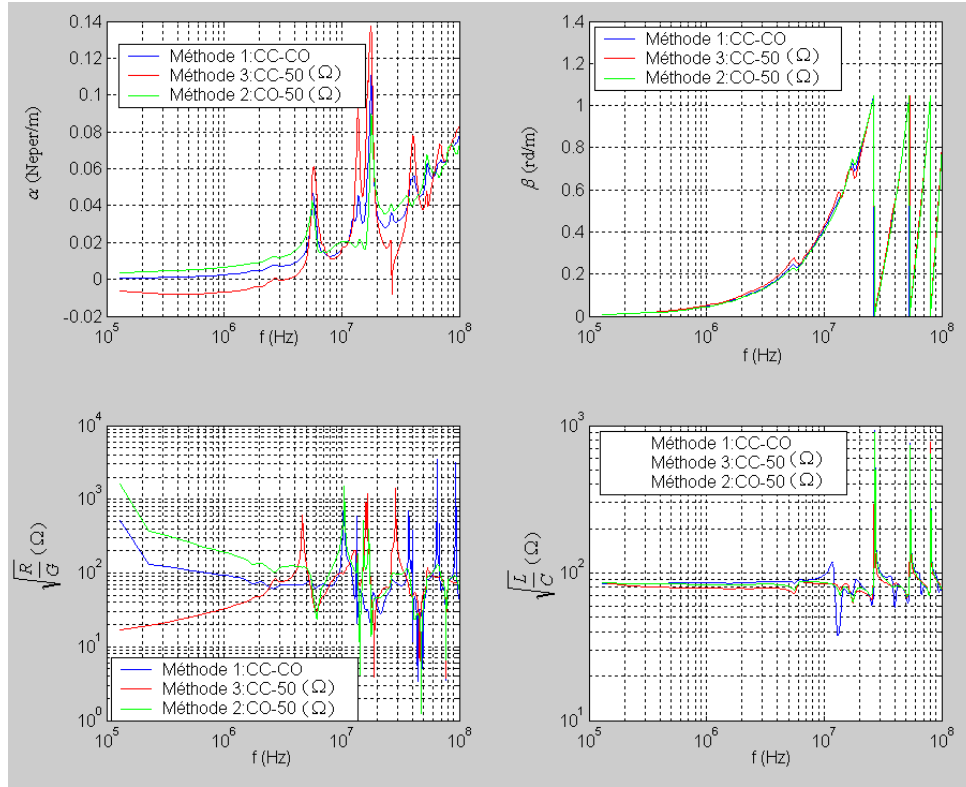 0.14
0.12
0.1
0.08
0.06
0.04
0.02
0
-0.02
α (Neper/m)
Méthode 1:CC-CO
Méthode 3:CC-50 (Ω)
Méthode 2:CO-50 (Ω)
10^5 10^6 10^7 10^8
f (Hz)
1.4
1.2
1
0.8
0.6
0.4
0.2
0
β (rd/m)
Méthode 1:CC-CO
Méthode 3:CC-50 (Ω)
Méthode 2:CO-50 (Ω)
10^5 10^6 10^7 10^8
f (Hz)
10^4
10^3
10^2
10^1
10^0
√(R/G) (Ω)
Méthode 1:CC-CO
Méthode 3:CC-50 (Ω)
Méthode 2:CO-50 (Ω)
10^5 10^6 10^7 10^8
f (Hz)
10^3
10^2
10^1
√(L/C) (Ω)
Méthode 1:CC-CO
Méthode 3:CC-50 (Ω)
Méthode 2:CO-50 (Ω)
10^5 10^6 10^7 10^8
f (Hz)